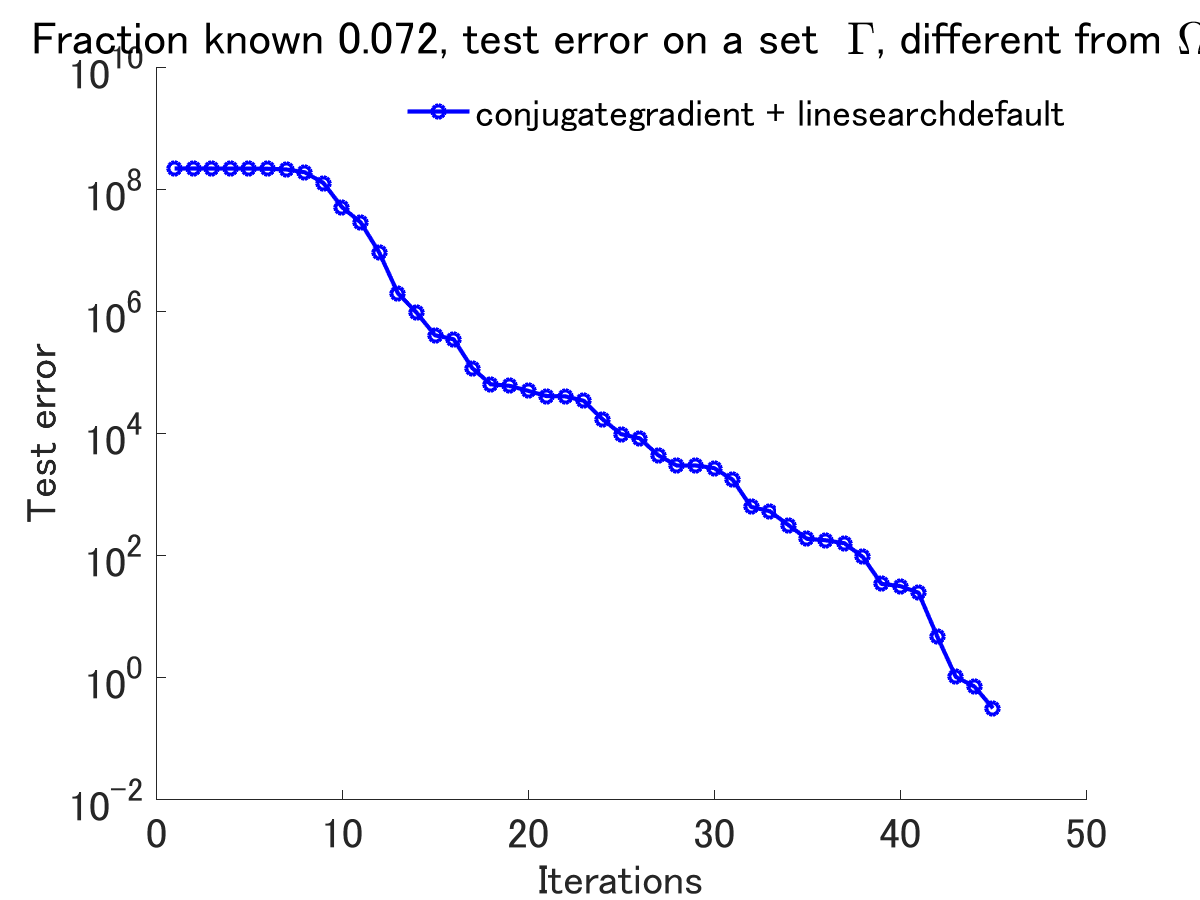 Fraction known 0.072, test error on a set Γ, different from Ω
10^10
conjugategradient + linesearchdefault
10^8
10^6
10^4
10^2
10^0
10^−2
Test error
0 10 20 30 40 50
Iterations